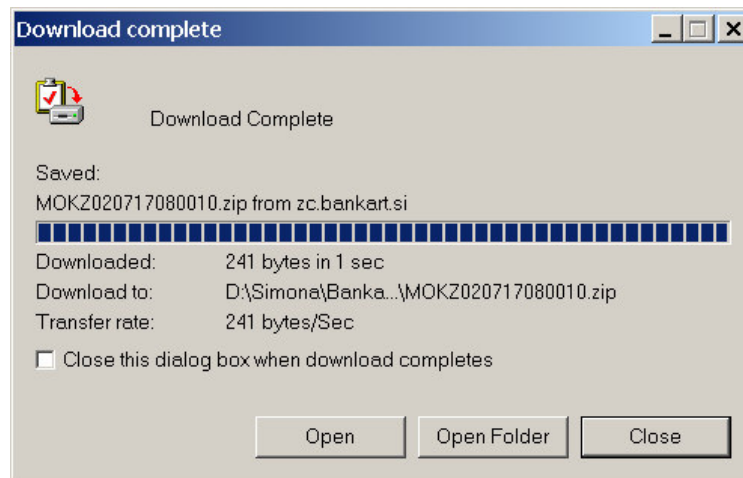 Download complete
Download Complete
Saved:
MOKZ020717080010.zip from zc.bankart.si
Downloaded: 241 bytes in 1 sec
Download to: D:\Simona\Banka...\MOKZ020717080010.zip
Transfer rate: 241 bytes/Sec
Close this dialog box when download completes
Open Open Folder Close